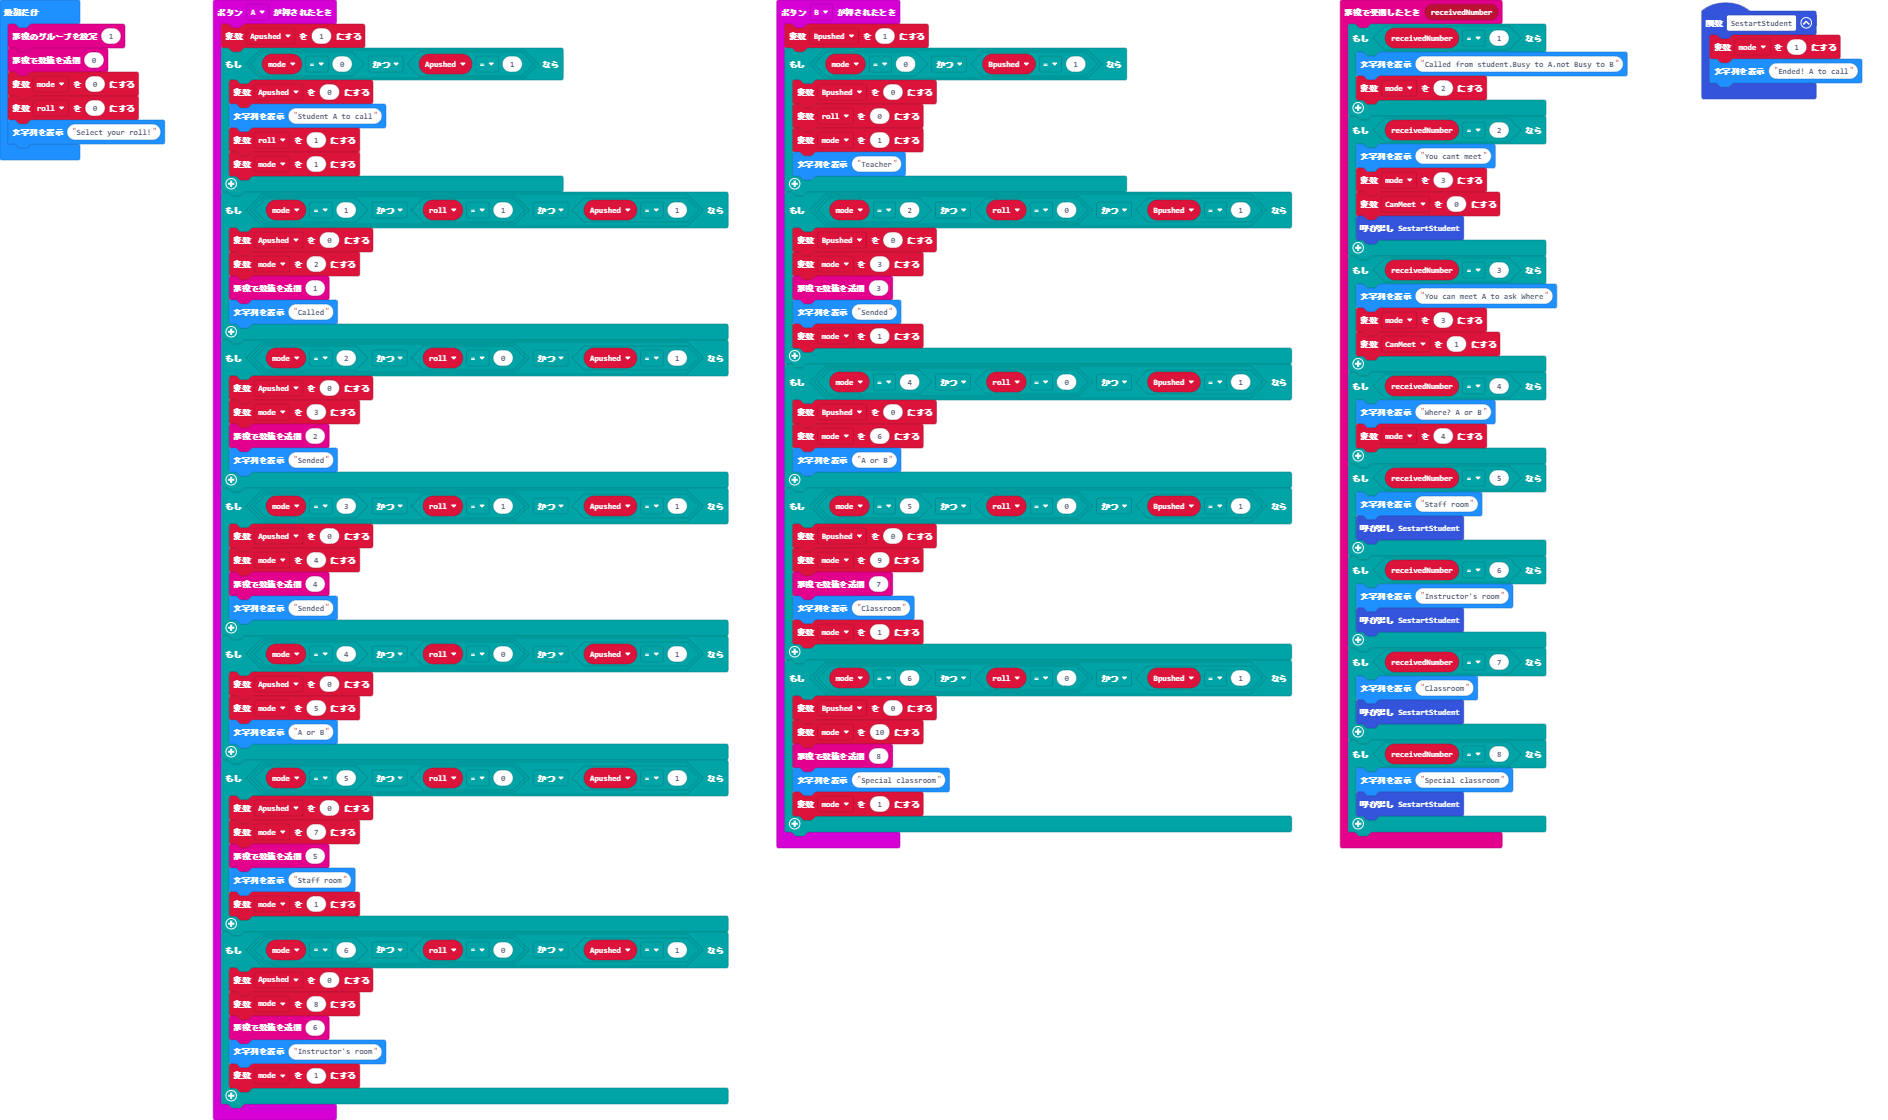 最初だけ
無線のグループを設定 1
無線で数値を送信 0
変数 mode を 0 にする
変数 roll を 0 にする
文字列を表示 "Select your roll!"
ボタン A が押されたとき
変数 Apushed を 1 にする
もし mode = 0 かつ Apushed = 1 なら
変数 Apushed を 0 にする
文字列を表示 "Student A to call"
変数 roll を 1 にする
変数 mode を 1 にする
もし mode = 1 かつ roll = 1 かつ Apushed = 1 なら
変数 Apushed を 0 にする
変数 mode を 2 にする
無線で数値を送信 1
文字列を表示 "Called"
もし mode = 2 かつ roll = 0 かつ Apushed = 1 なら
変数 Apushed を 0 にする
変数 mode を 3 にする
無線で数値を送信 2
文字列を表示 "Sended"
もし mode = 3 かつ roll = 1 かつ Apushed = 1 なら
変数 Apushed を 0 にする
変数 mode を 4 にする
無線で数値を送信 4
文字列を表示 "Sended"
もし mode = 4 かつ roll = 0 かつ Apushed = 1 なら
変数 Apushed を 0 にする
変数 mode を 5 にする
文字列を表示 "A or B"
もし mode = 5 かつ roll = 0 かつ Apushed = 1 なら
変数 Apushed を 0 にする
変数 mode を 7 にする
無線で数値を送信 5
文字列を表示 "Staff room"
変数 mode を 1 にする
もし mode = 6 かつ roll = 0 かつ Apushed = 1 なら
変数 Apushed を 0 にする
変数 mode を 8 にする
無線で数値を送信 6
文字列を表示 "Instructor's room"
変数 mode を 1 にする
ボタン B が押されたとき
変数 Bpushed を 1 にする
もし mode = 0 かつ Bpushed = 1 なら
変数 Bpushed を 0 にする
変数 roll を 0 にする
変数 mode を 1 にする
文字列を表示 "Teacher"
もし mode = 2 かつ roll = 0 かつ Bpushed = 1 なら
変数 Bpushed を 0 にする
変数 mode を 3 にする
無線で数値を送信 3
文字列を表示 "Sended"
変数 mode を 1 にする
もし mode = 4 かつ roll = 0 かつ Bpushed = 1 なら
変数 Bpushed を 0 にする
変数 mode を 6 にする
文字列を表示 "A or B"
もし mode = 5 かつ roll = 0 かつ Bpushed = 1 なら
変数 Bpushed を 0 にする
変数 mode を 9 にする
無線で数値を送信 7
文字列を表示 "Classroom"
変数 mode を 1 にする
もし mode = 6 かつ roll = 0 かつ Bpushed = 1 なら
変数 Bpushed を 0 にする
変数 mode を 10 にする
無線で数値を送信 8
文字列を表示 "Special classroom"
変数 mode を 1 にする
無線で受信したとき receivedNumber
もし receivedNumber = 1 なら
文字列を表示 "Called from student.Busy to A.not Busy to B"
変数 mode を 2 にする
もし receivedNumber = 2 なら
文字列を表示 "You cant meet"
変数 mode を 3 にする
変数 CanMeet を 0 にする
呼び出し SestartStudent
もし receivedNumber = 3 なら
文字列を表示 "You can meet A to ask Where"
変数 mode を 3 にする
変数 CanMeet を 1 にする
もし receivedNumber = 4 なら
文字列を表示 "Where? A or B"
変数 mode を 4 にする
もし receivedNumber = 5 なら
文字列を表示 "Staff room"
呼び出し SestartStudent
もし receivedNumber = 6 なら
文字列を表示 "Instructor's room"
呼び出し SestartStudent
もし receivedNumber = 7 なら
文字列を表示 "Classroom"
呼び出し SestartStudent
もし receivedNumber = 8 なら
文字列を表示 "Special classroom"
呼び出し SestartStudent
関数 SestartStudent
変数 mode を 1 にする
文字列を表示 "Ended! A to call"